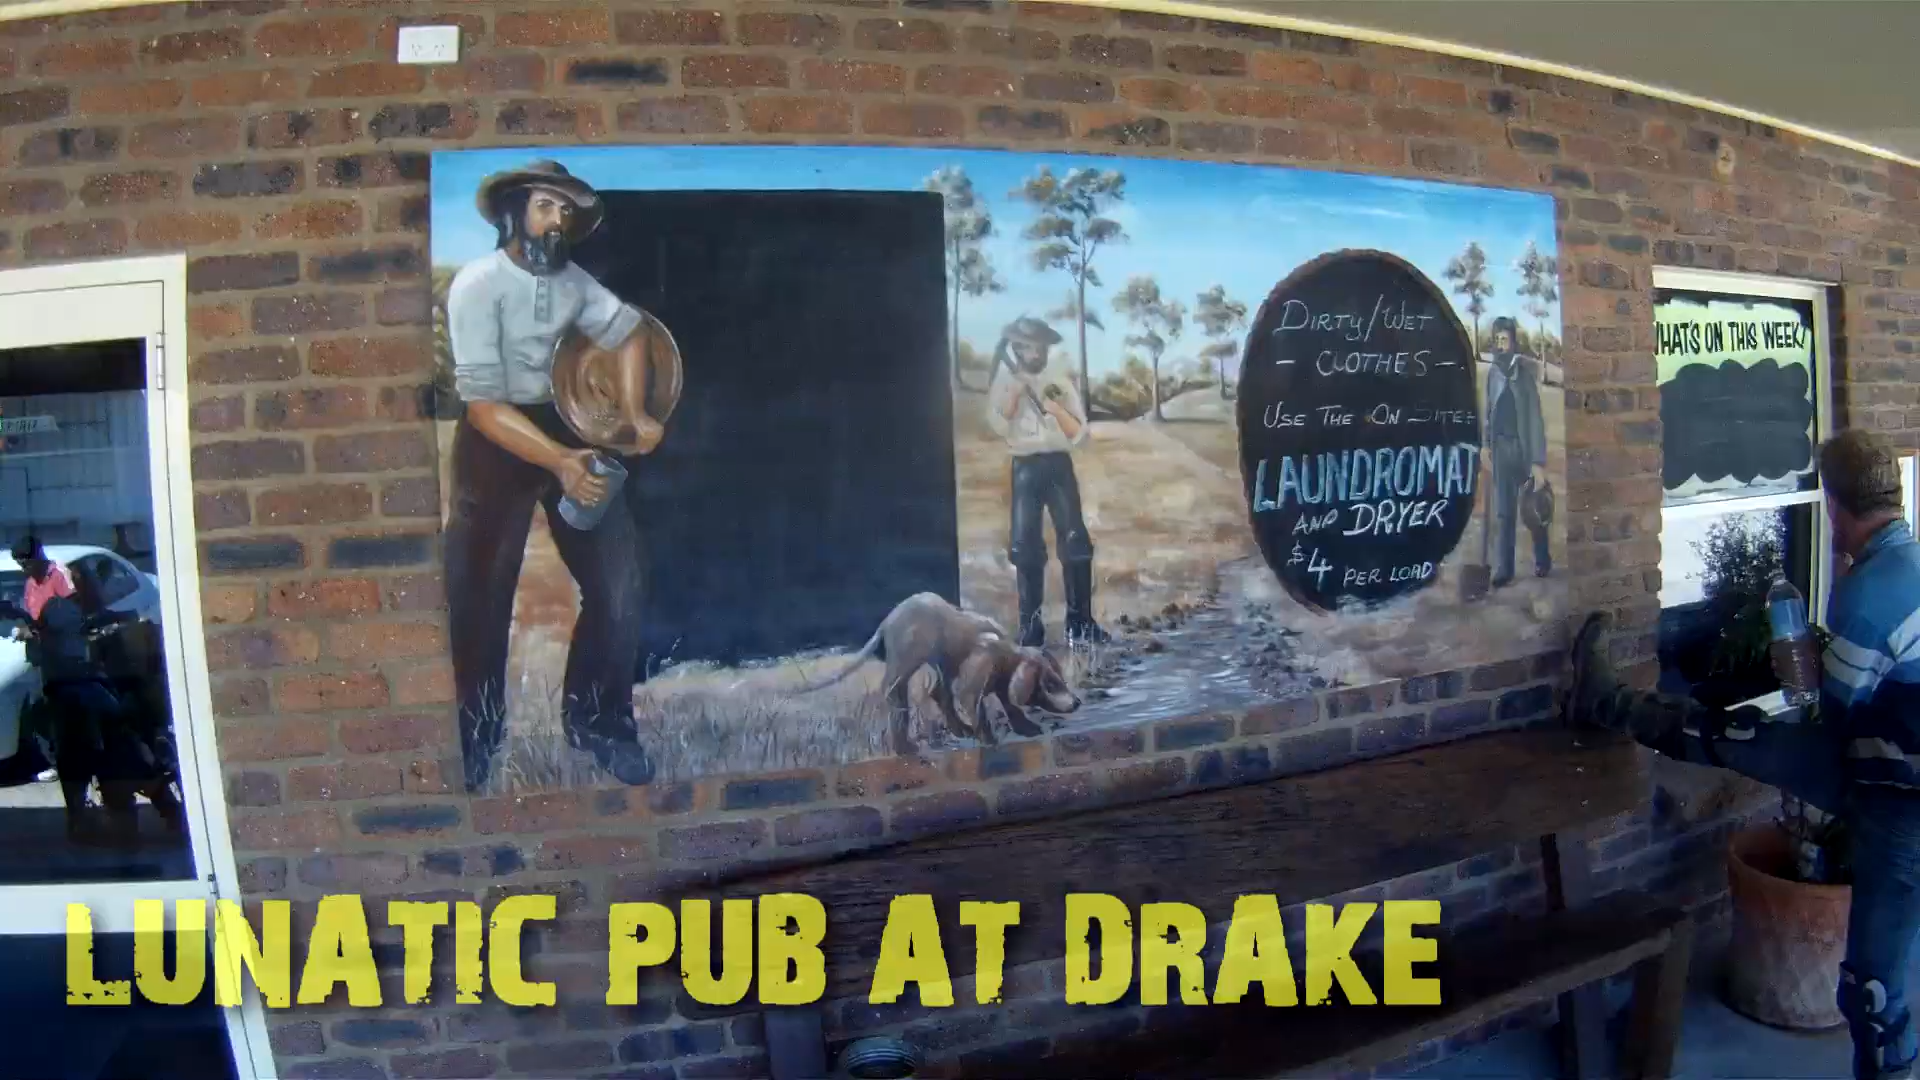 DIRTY/WET
- CLOTHES -
USE THE ON SITE:
LAUNDROMAT
AND DRYER
$4 PER LOAD
WHAT'S ON THIS WEEK!
LUNATIC PUB AT DRAKE